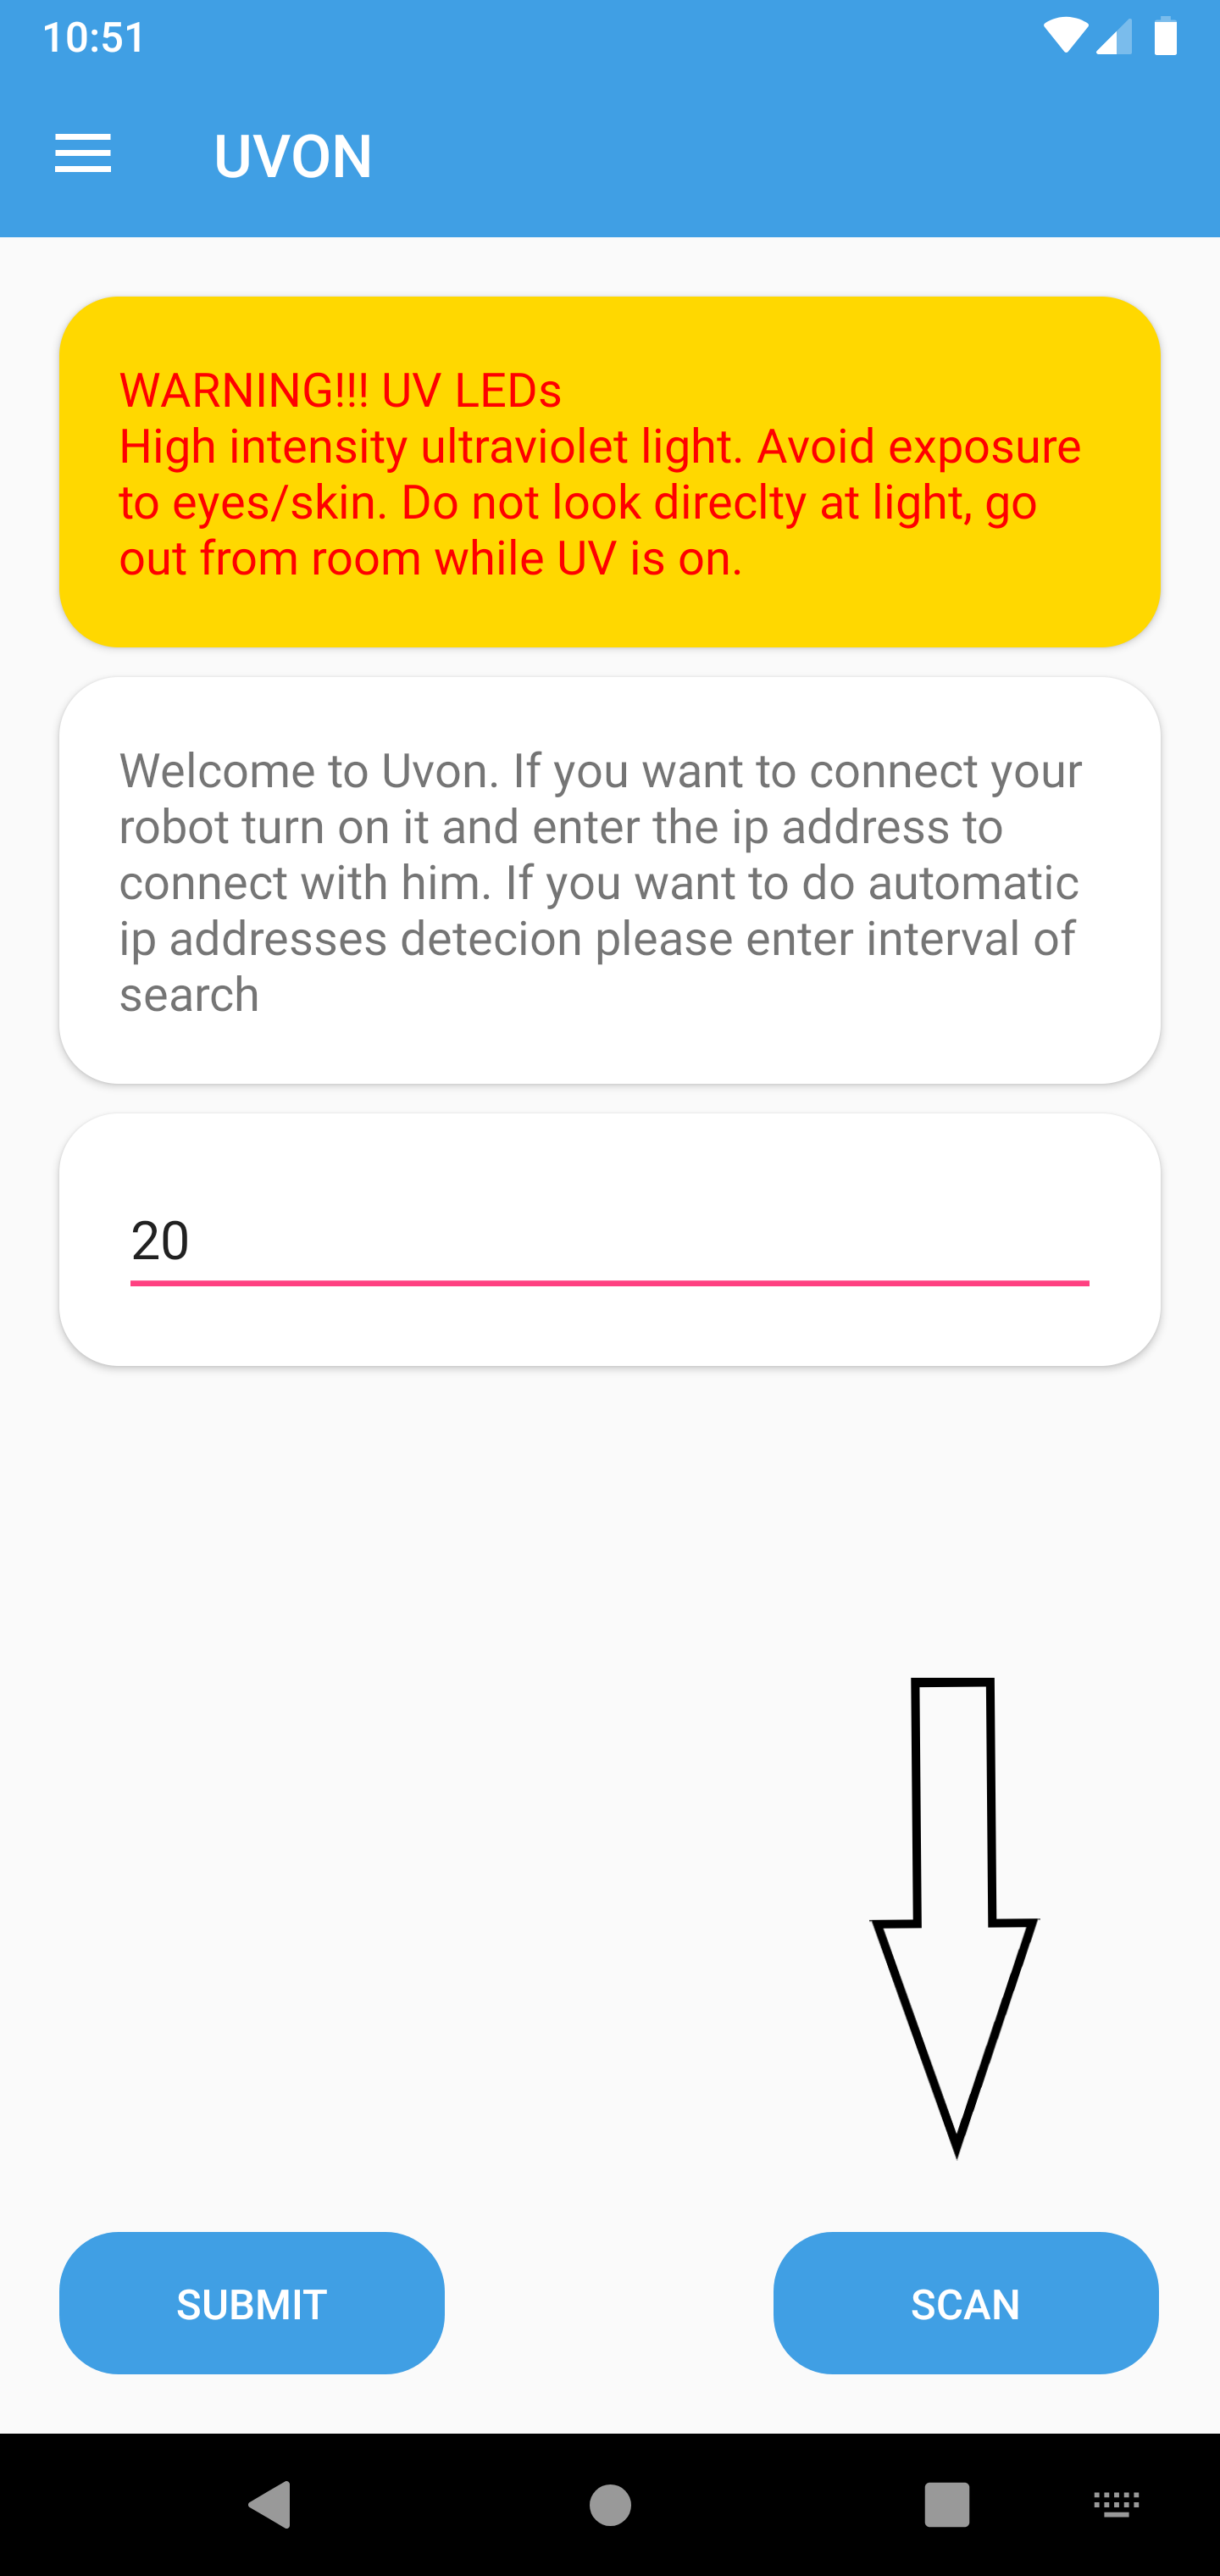 10:51
UVON
WARNING!!! UV LEDs
High intensity ultraviolet light. Avoid exposure
to eyes/skin. Do not look direclty at light, go
out from room while UV is on.
Welcome to Uvon. If you want to connect your
robot turn on it and enter the ip address to
connect with him. If you want to do automatic
ip addresses detecion please enter interval of
search
20
SUBMIT
SCAN